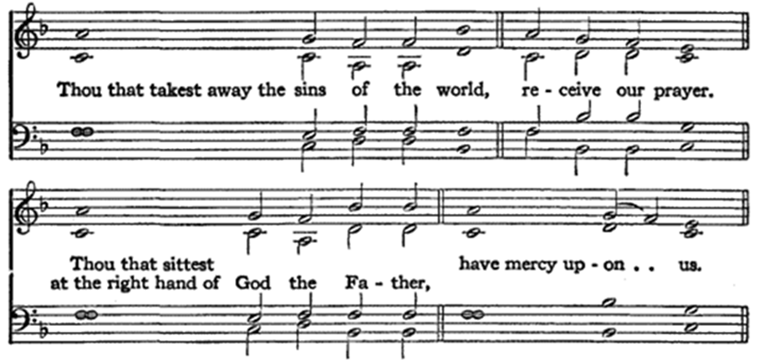 Thou that takest away the sins of the world, re - ceive our prayer.
Thou that sittest have mercy up - on . . us.
at the right hand of God the Fa - ther,